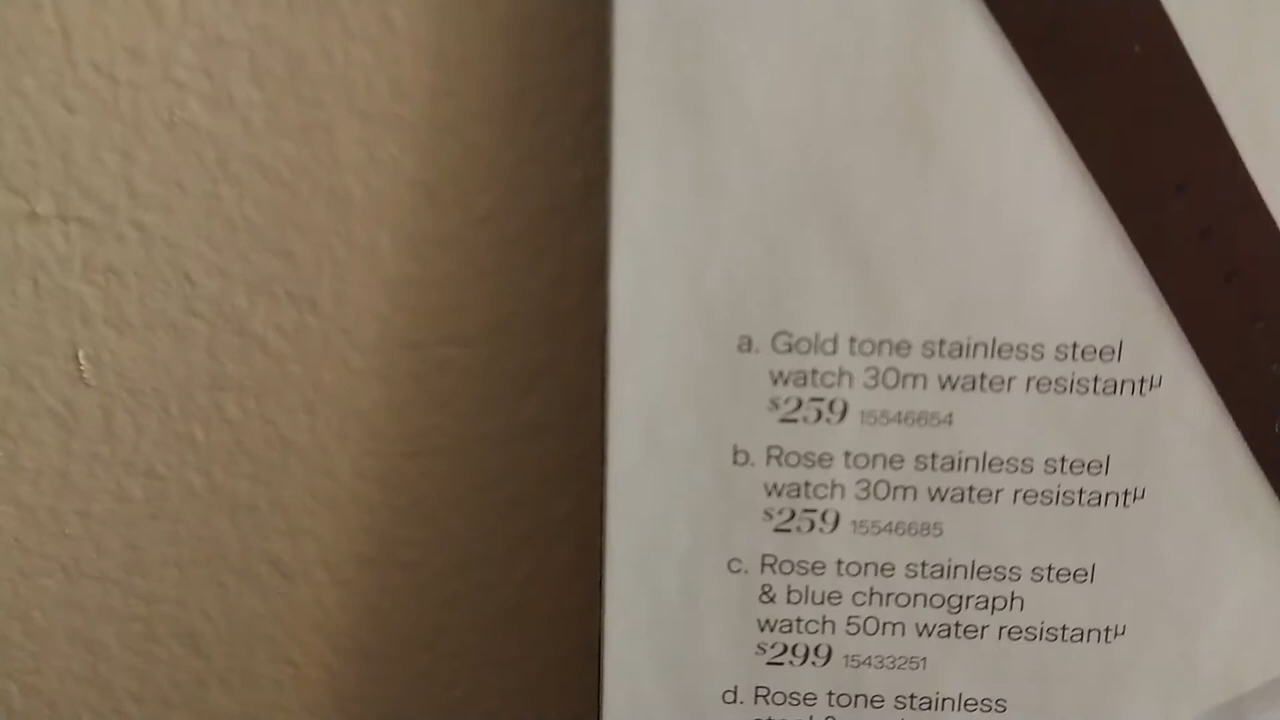 a. Gold tone stainless steel
watch 30m water resistantµ
$259 15546654
b. Rose tone stainless steel
watch 30m water resistantµ
$259 15546685
c. Rose tone stainless steel
& blue chronograph
watch 50m water resistantµ
$299 15433251
d. Rose tone stainless